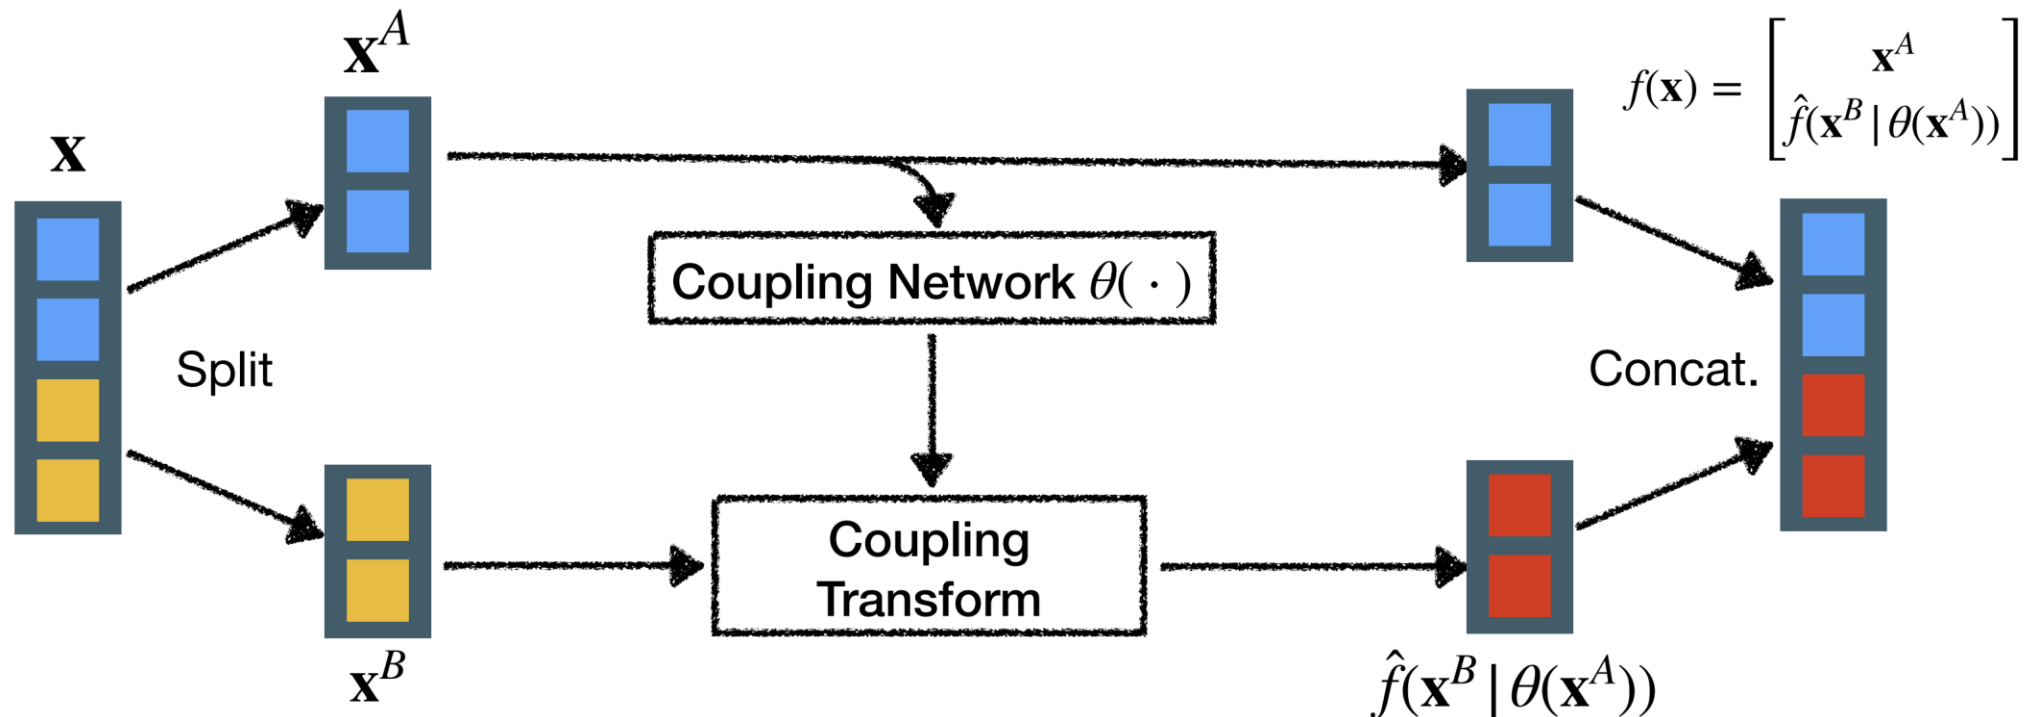 x
x^A
Split
x^B
Coupling Network θ( · )
Coupling
Transform
f(x) = [ x^A
f̂(x^B | θ(x^A)) ]
Concat.
f̂(x^B | θ(x^A))